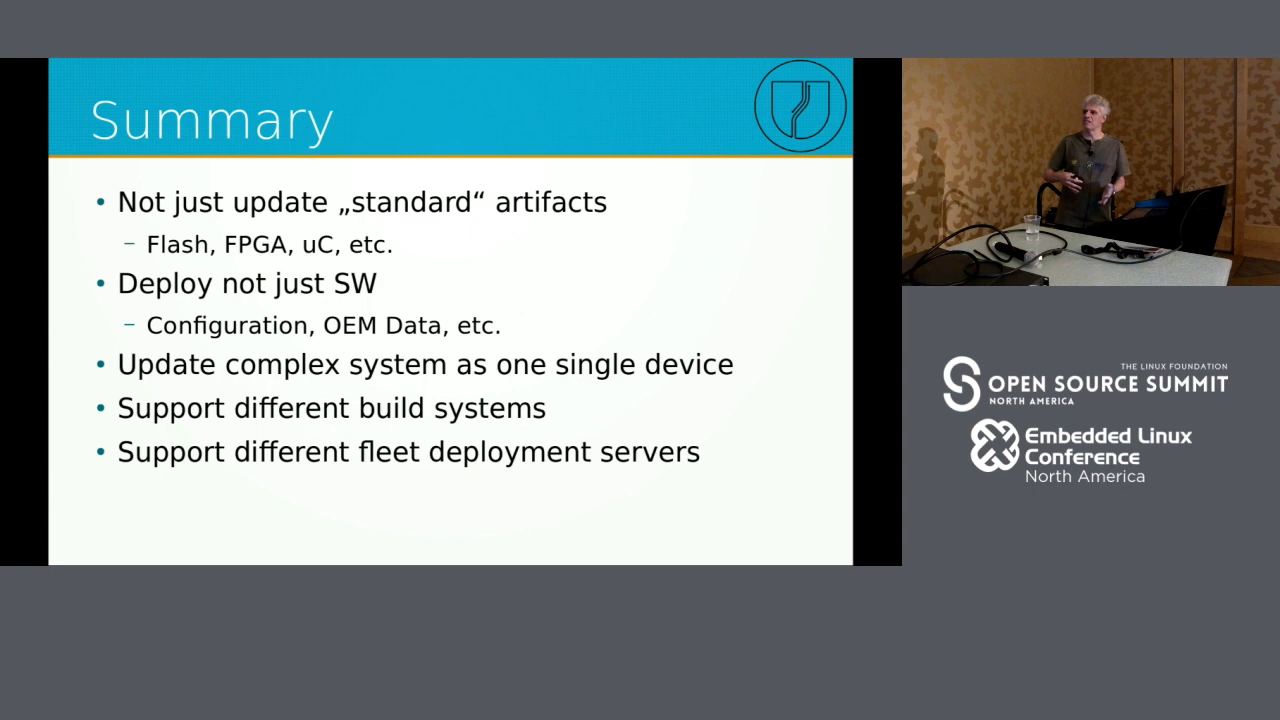 Summary
• Not just update „standard“ artifacts
– Flash, FPGA, uC, etc.
• Deploy not just SW
– Configuration, OEM Data, etc.
• Update complex system as one single device
• Support different build systems
• Support different fleet deployment servers
THE LINUX FOUNDATION
OPEN SOURCE SUMMIT
NORTH AMERICA
Embedded Linux
Conference
North America